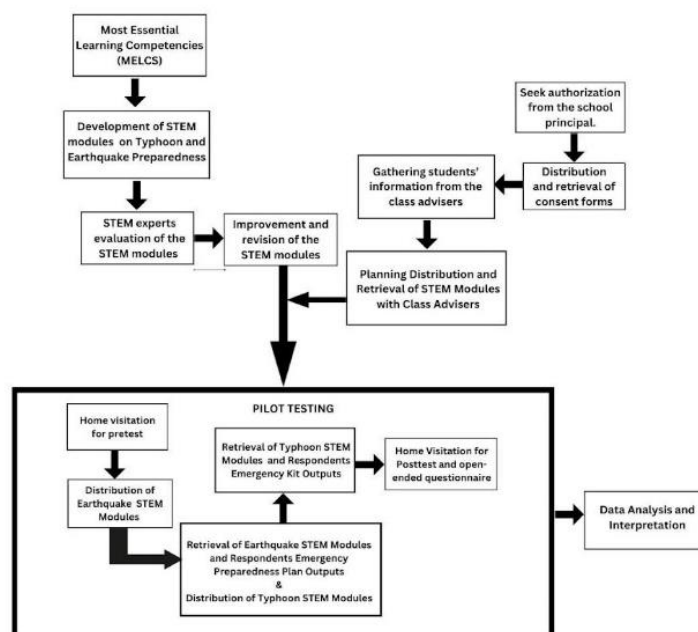 Most Essential
Learning Competencies
(MELCS)
Development of STEM
modules on Typhoon and
Earthquake Preparedness
STEM experts
evaluation of the
STEM modules
Improvement and
revision of the
STEM modules
Seek authorization
from the school
principal.
Distribution
and retrieval of
consent forms
Gathering students'
information from the
class advisers
Planning Distribution and
Retrieval of STEM Modules
with Class Advisers
PILOT TESTING
Home visitation
for pretest
Distribution of
Earthquake STEM
Modules
Retrieval of Earthquake STEM Modules
and Respondents Emergency
Preparedness Plan Outputs
&
Distribution of Typhoon STEM Modules
Retrieval of Typhoon STEM
Modules and Respondents
Emergency Kit Outputs
Home Visitation for
Posttest and open-
ended questionnaire
Data Analysis and
Interpretation